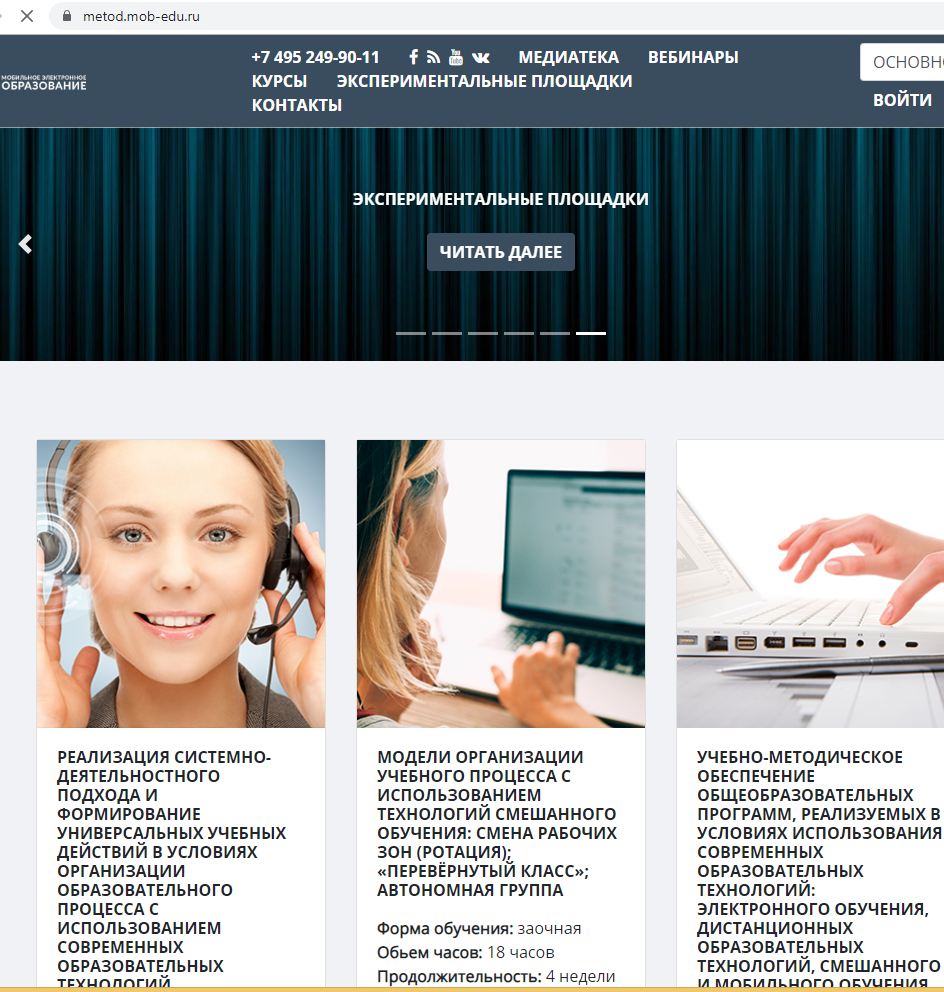 metod.mob-edu.ru
МОБИЛЬНОЕ ЭЛЕКТРОННОЕ
ОБРАЗОВАНИЕ
+7 495 249-90-11 МЕДИАТЕКА ВЕБИНАРЫ
КУРСЫ ЭКСПЕРИМЕНТАЛЬНЫЕ ПЛОЩАДКИ
КОНТАКТЫ
ОСНОВНО
ВОЙТИ
ЭКСПЕРИМЕНТАЛЬНЫЕ ПЛОЩАДКИ
ЧИТАТЬ ДАЛЕЕ
РЕАЛИЗАЦИЯ СИСТЕМНО-
ДЕЯТЕЛЬНОСТНОГО
ПОДХОДА И
ФОРМИРОВАНИЕ
УНИВЕРСАЛЬНЫХ УЧЕБНЫХ
ДЕЙСТВИЙ В УСЛОВИЯХ
ОРГАНИЗАЦИИ
ОБРАЗОВАТЕЛЬНОГО
ПРОЦЕССА С
ИСПОЛЬЗОВАНИЕМ
СОВРЕМЕННЫХ
ОБРАЗОВАТЕЛЬНЫХ
ТЕХНОЛОГИЙ
МОДЕЛИ ОРГАНИЗАЦИИ
УЧЕБНОГО ПРОЦЕССА С
ИСПОЛЬЗОВАНИЕМ
ТЕХНОЛОГИЙ СМЕШАННОГО
ОБУЧЕНИЯ: СМЕНА РАБОЧИХ
ЗОН (РОТАЦИЯ);
«ПЕРЕВЁРНУТЫЙ КЛАСС»;
АВТОНОМНАЯ ГРУППА
Форма обучения: заочная
Обьем часов: 18 часов
Продолжительность: 4 недели
УЧЕБНО-МЕТОДИЧЕСКОЕ
ОБЕСПЕЧЕНИЕ
ОБЩЕОБРАЗОВАТЕЛЬНЫХ
ПРОГРАММ, РЕАЛИЗУЕМЫХ В
УСЛОВИЯХ ИСПОЛЬЗОВАНИЯ
СОВРЕМЕННЫХ
ОБРАЗОВАТЕЛЬНЫХ
ТЕХНОЛОГИЙ:
ЭЛЕКТРОННОГО ОБУЧЕНИЯ,
ДИСТАНЦИОННЫХ
ОБРАЗОВАТЕЛЬНЫХ
ТЕХНОЛОГИЙ, СМЕШАННОГО
И МОБИЛЬНОГО ОБУЧЕНИЯ